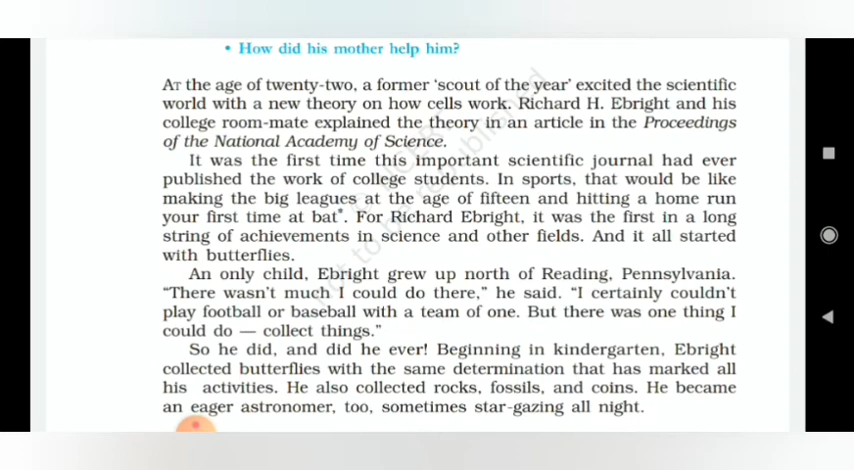 • How did his mother help him?
AT the age of twenty-two, a former ‘scout of the year’ excited the scientific
world with a new theory on how cells work. Richard H. Ebright and his
college room-mate explained the theory in an article in the Proceedings
of the National Academy of Science.
It was the first time this important scientific journal had ever
published the work of college students. In sports, that would be like
making the big leagues at the age of fifteen and hitting a home run
your first time at bat*. For Richard Ebright, it was the first in a long
string of achievements in science and other fields. And it all started
with butterflies.
An only child, Ebright grew up north of Reading, Pennsylvania.
“There wasn’t much I could do there,” he said. “I certainly couldn’t
play football or baseball with a team of one. But there was one thing I
could do — collect things.”
So he did, and did he ever! Beginning in kindergarten, Ebright
collected butterflies with the same determination that has marked all
his activities. He also collected rocks, fossils, and coins. He became
an eager astronomer, too, sometimes star-gazing all night.
not to be republished